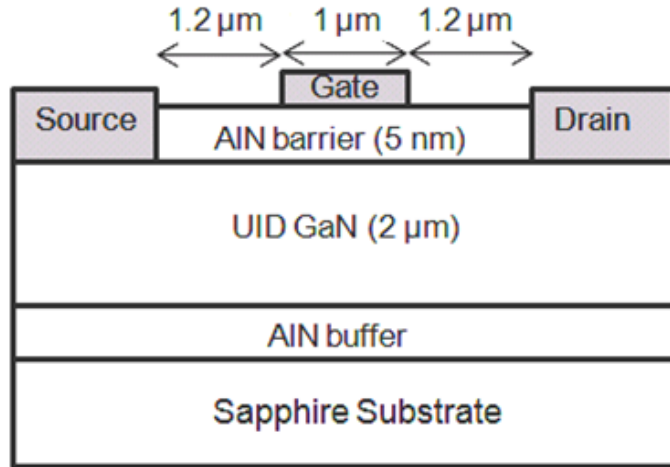 1.2 µm 1 µm 1.2 µm
Gate
Source Drain
AlN barrier (5 nm)
UID GaN (2 µm)
AlN buffer
Sapphire Substrate